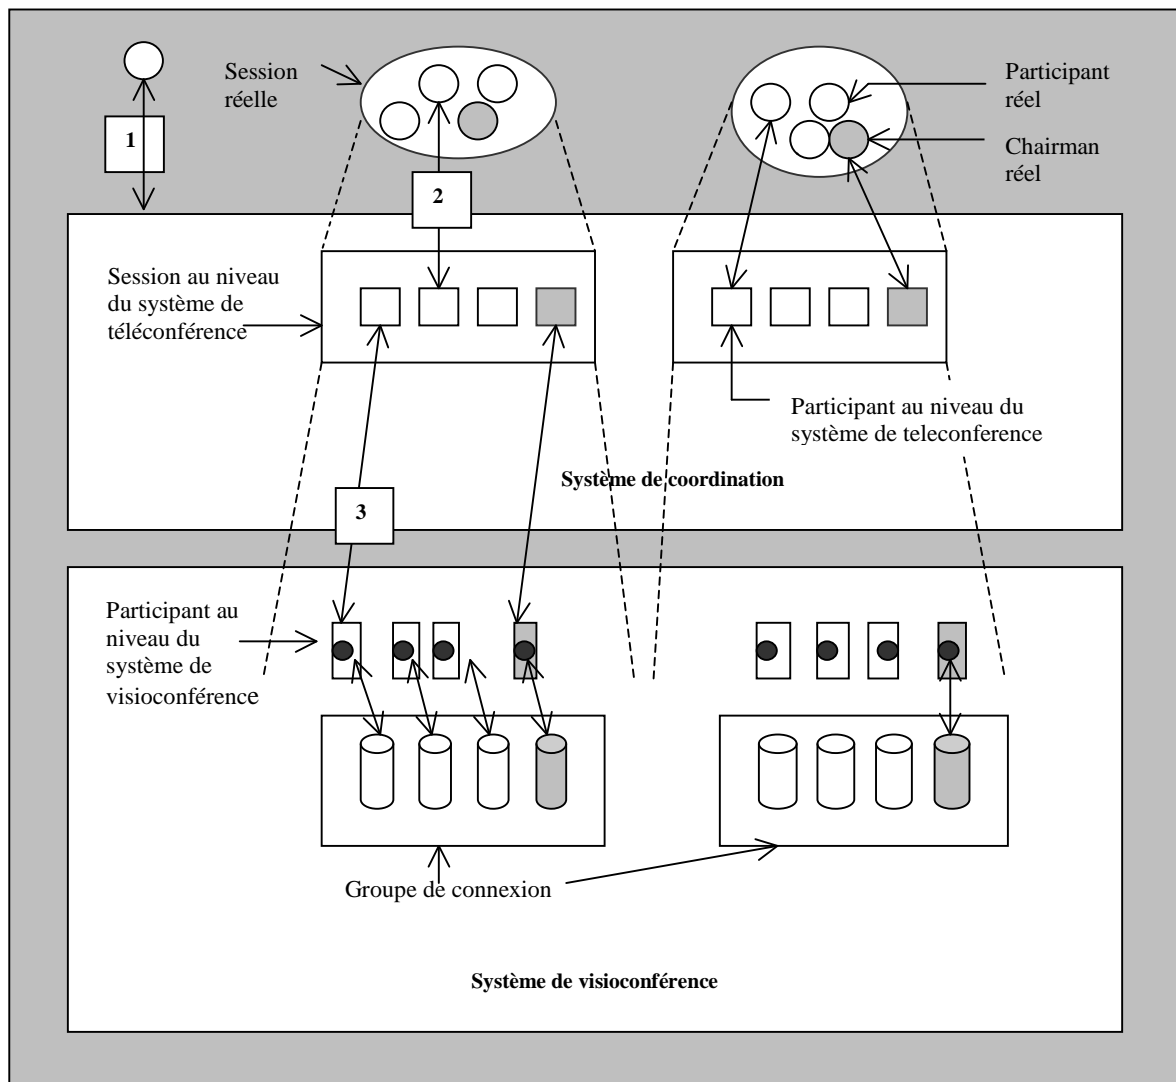 Session
réelle
Participant
réel
1
Chairman
réel
2
Session au niveau
du système de
téléconférence
Participant au niveau du
système de teleconference
Système de coordination
3
Participant au
niveau du
système de
visioconférence
Groupe de connexion
Système de visioconférence